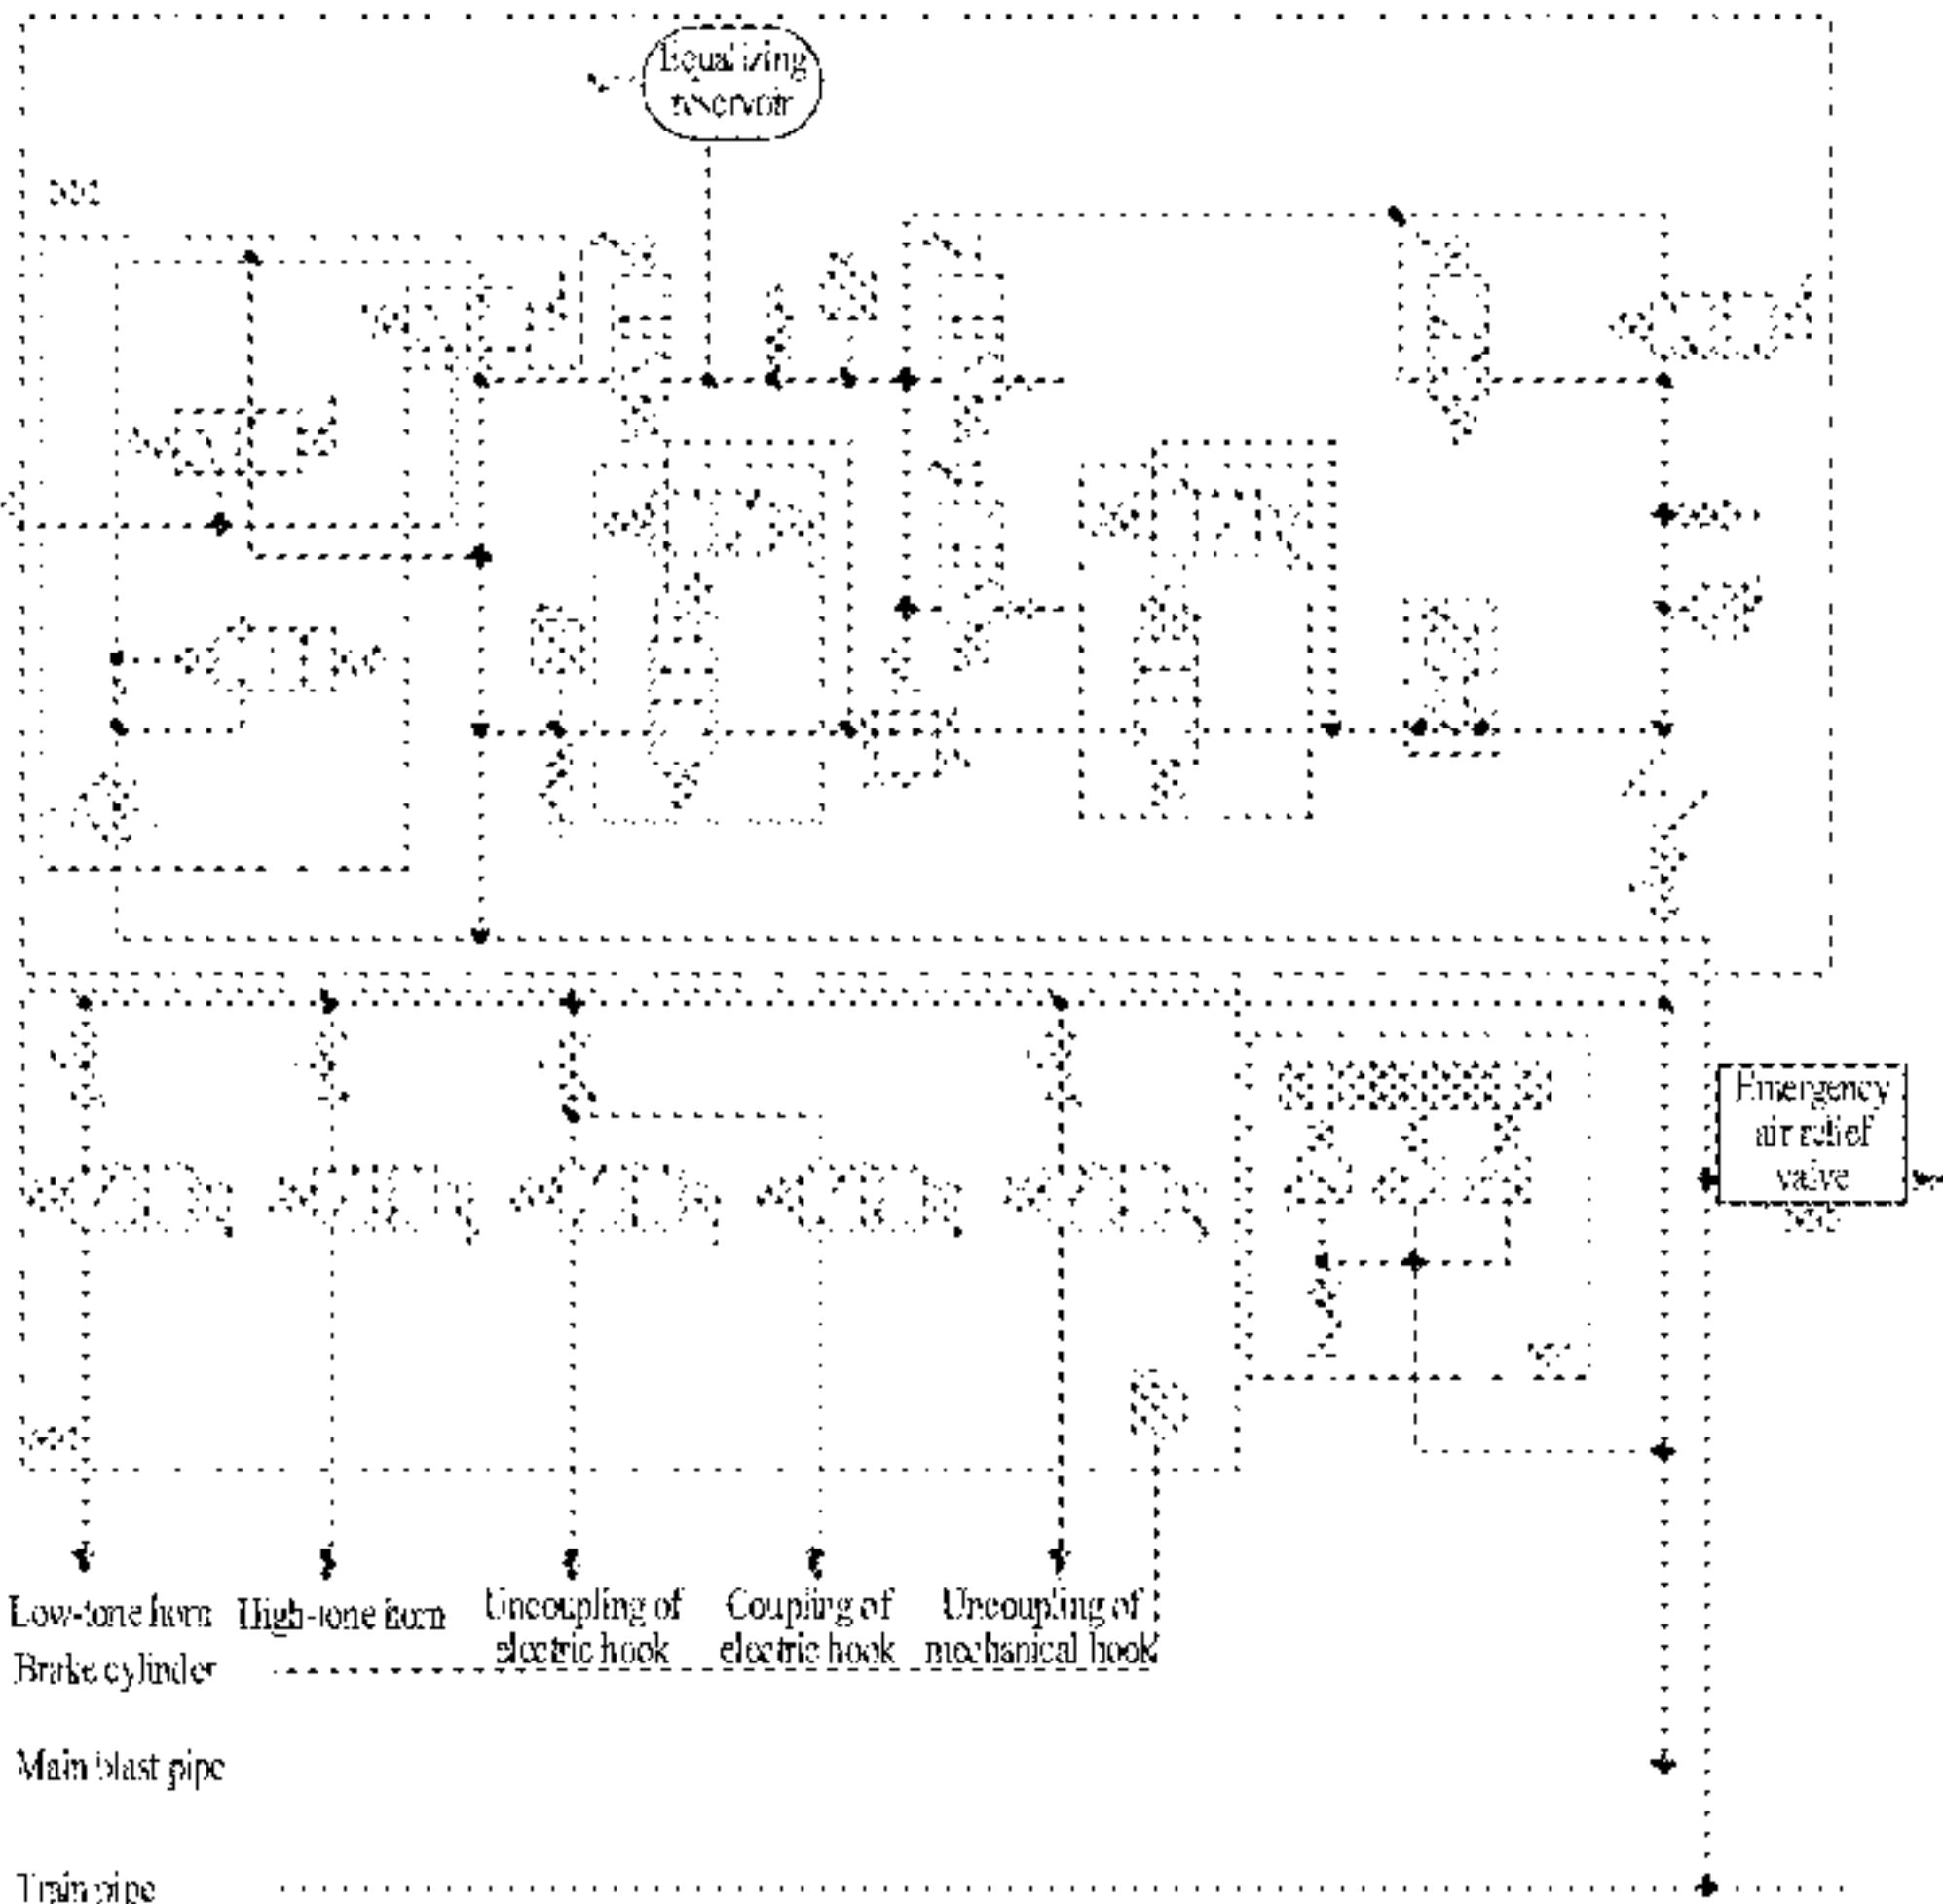 Equalizing
reservoir
Emergency
air relief
valve
Low-tone horn
High-tone horn
Uncoupling of
electric hook
Coupling of
electric hook
Uncoupling of
mechanical hook
Brake cylinder
Main blast pipe
Train pipe